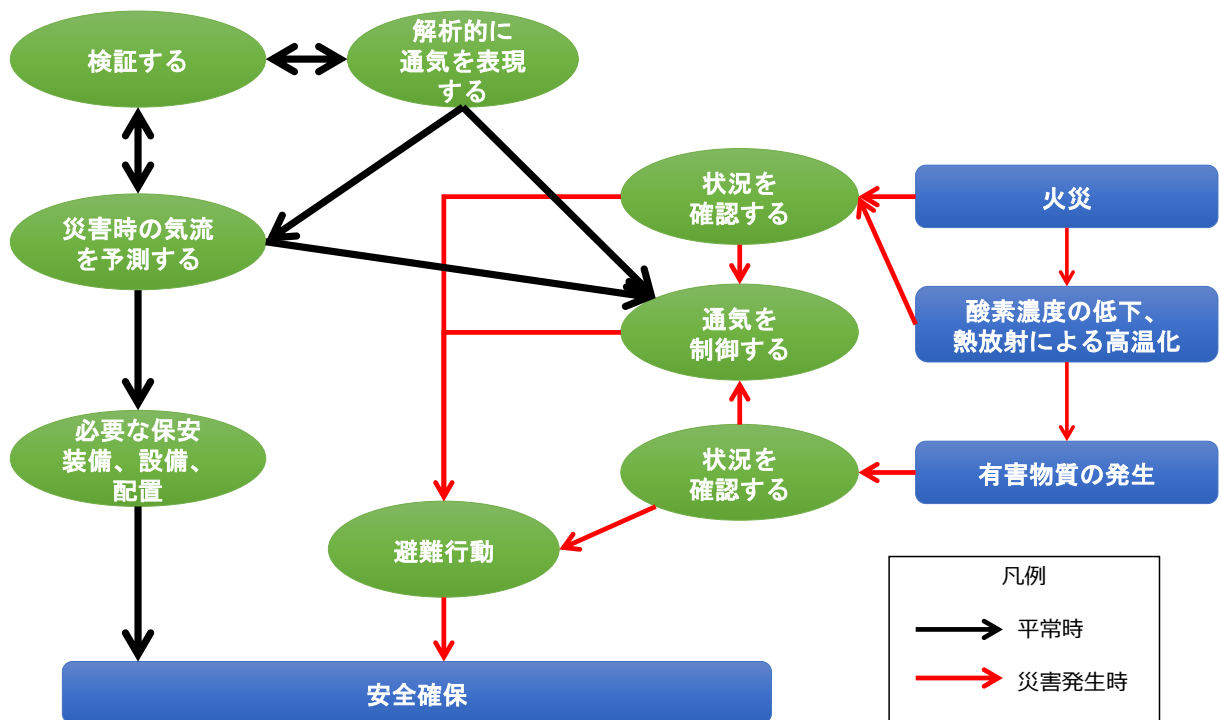 検証する
解析的に
通気を表現
する
災害時の気流
を予測する
必要な保安
装備、設備、
配置
状況を
確認する
通気を
制御する
状況を
確認する
避難行動
火災
酸素濃度の低下、
熱放射による高温化
有害物質の発生
安全確保
凡例
平常時
災害発生時